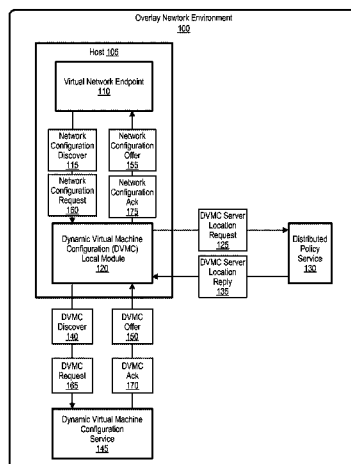 Overlay Newtork Environment
100
Host 105
Virtual Network Endpoint
110
Network
Configuration
Discover
115
Network
Configuration
Offer
155
Network
Configuration
Request
160
Network
Configuration
Ack
175
DVMC Server
Location
Request
125
Dynamic Virtual Machine
Configuration (DVMC)
Local Module
120
Distributed
Policy
Service
130
DVMC Server
Location
Reply
135
DVMC
Discover
140
DVMC
Offer
150
DVMC
Request
165
DVMC
Ack
170
Dynamic Virtual Machine
Configuration
Service
145